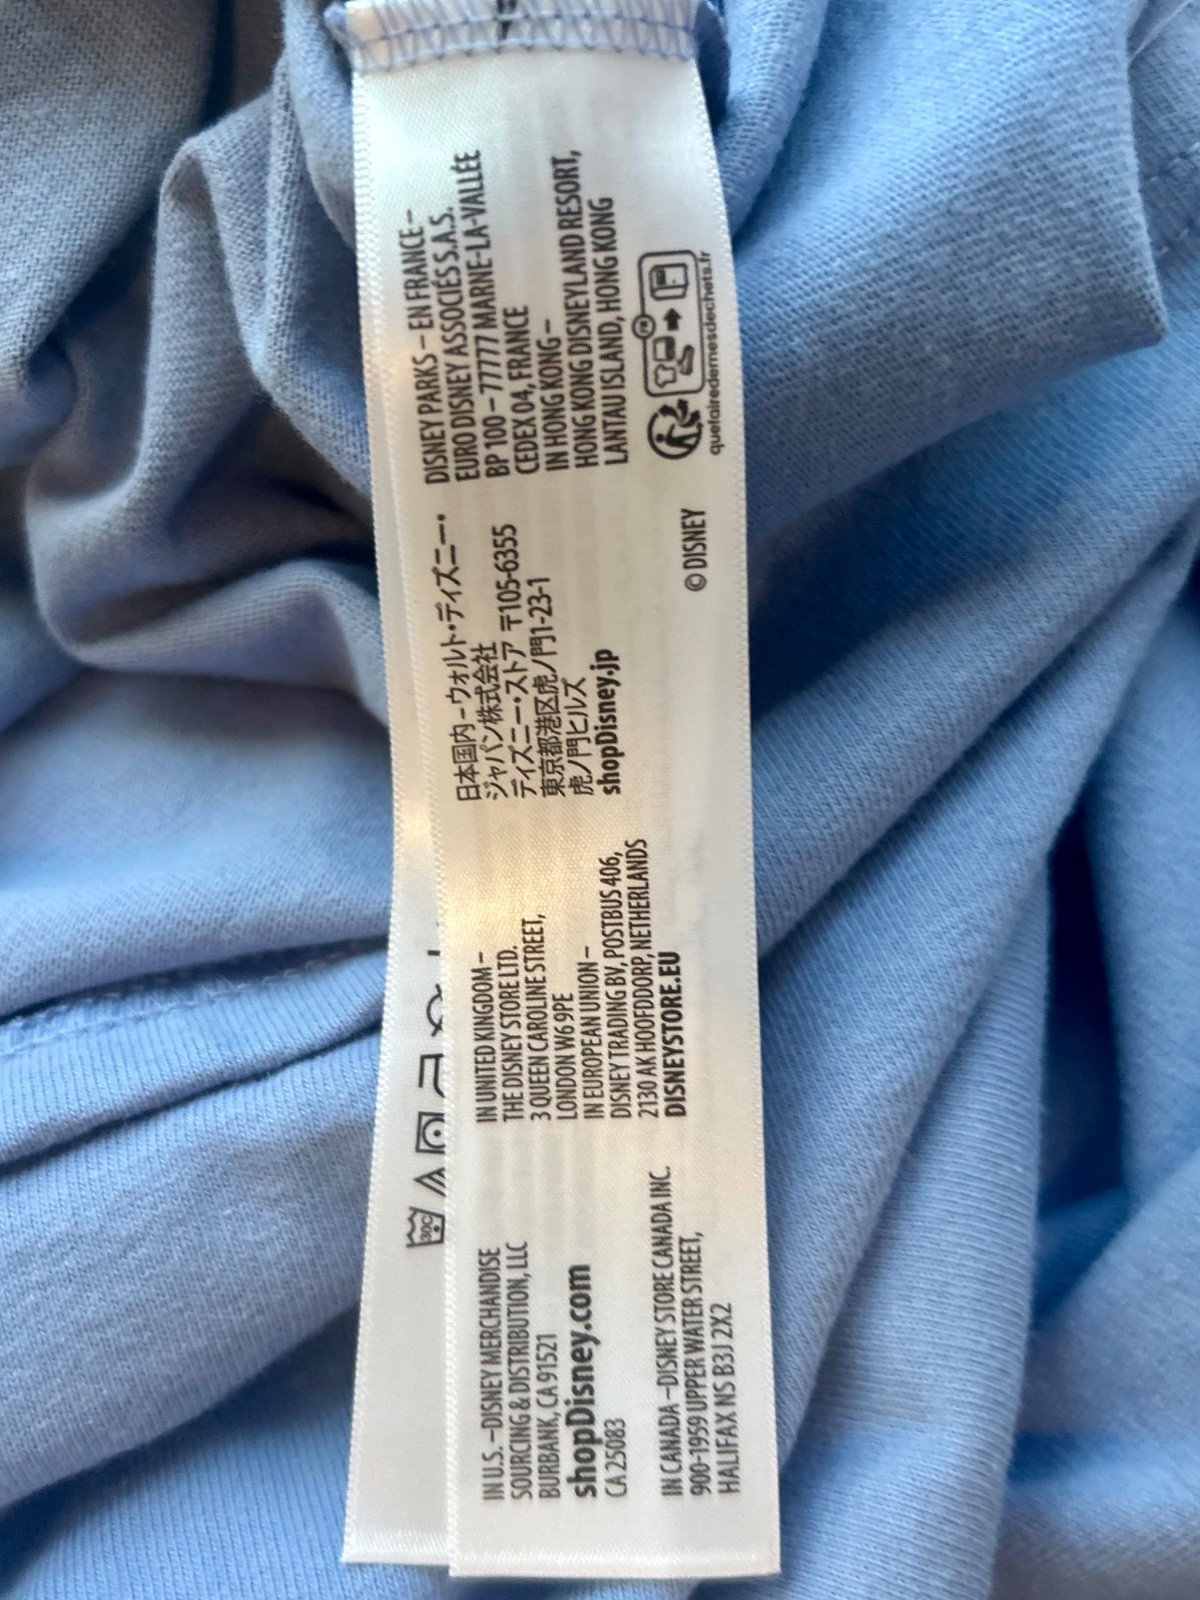 IN U.S. –DISNEY MERCHANDISE
SOURCING & DISTRIBUTION, LLC
BURBANK, CA 91521
shopDisney.com
CA 25083
IN CANADA –DISNEY STORE CANADA INC.
900-1959 UPPER WATER STREET,
HALIFAX NS B3J 2X2
IN UNITED KINGDOM –
THE DISNEY STORE LTD.
3 QUEEN CAROLINE STREET,
LONDON W6 9PE
IN EUROPEAN UNION –
DISNEY TRADING BV, POSTBUS 406,
2130 AK HOOFDDORP, NETHERLANDS
DISNEYSTORE.EU
日本国内–ウォルト・ディズニー・
ジャパン株式会社
ディズニー・ストア 〒105-6355
東京都港区虎ノ門1-23-1
虎ノ門ヒルズ
shopDisney.jp
© DISNEY
DISNEY PARKS – EN FRANCE –
EURO DISNEY ASSOCIÉS S.A.S.
BP 100 – 77777 MARNE-LA-VALLÉE
CEDEX 04, FRANCE
IN HONG KONG –
HONG KONG DISNEYLAND RESORT,
LANTAU ISLAND, HONG KONG
FR
quefairedemesdechets.fr
30C